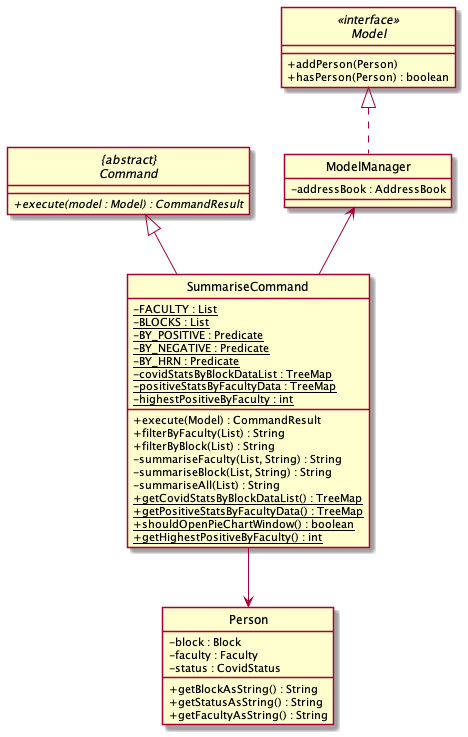 «interface»
Model
+addPerson(Person)
+hasPerson(Person) : boolean
{abstract}
Command
+execute(model : Model) : CommandResult
ModelManager
-addressBook : AddressBook
SummariseCommand
-FACULTY : List
-BLOCKS : List
-BY_POSITIVE : Predicate
-BY_NEGATIVE : Predicate
-BY_HRN : Predicate
-covidStatsByBlockDataList : TreeMap
-positiveStatsByFacultyData : TreeMap
-highestPositiveByFaculty : int
+execute(Model) : CommandResult
+filterByFaculty(List) : String
+filterByBlock(List) : String
-summariseFaculty(List, String) : String
-summariseBlock(List, String) : String
-summariseAll(List) : String
+getCovidStatsByBlockDataList() : TreeMap
+getPositiveStatsByFacultyData() : TreeMap
+shouldOpenPieChartWindow() : boolean
+getHighestPositiveByFaculty() : int
Person
-block : Block
-faculty : Faculty
-status : CovidStatus
+getBlockAsString() : String
+getStatusAsString() : String
+getFacultyAsString() : String